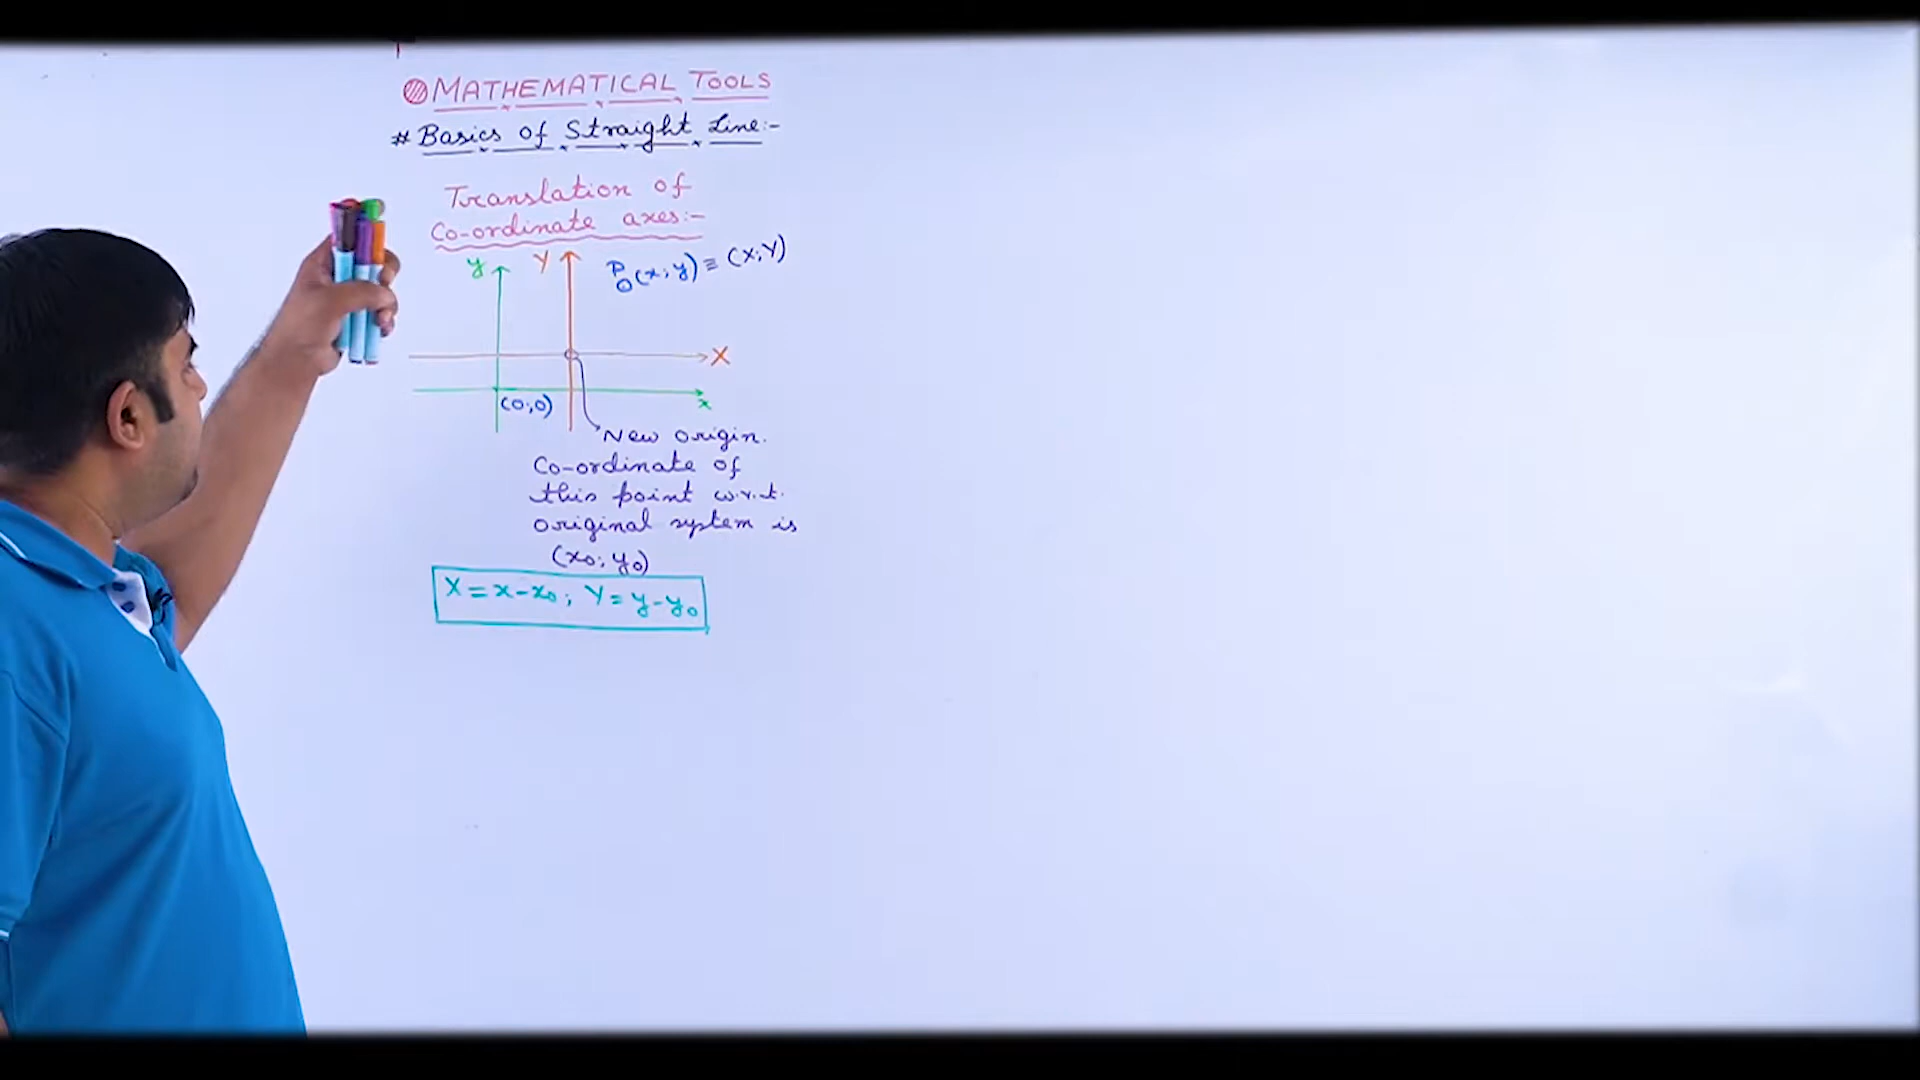 MATHEMATICAL TOOLS
# Basics of Straight Line:-
Translation of
Co-ordinate axes:-
y Y P(x, y) ≡ (X, Y)
X
(0,0) x
New origin.
Co-ordinate of
this point w.r.t.
original system is
(x₀, y₀)
X = x - x₀ ; Y = y - y₀